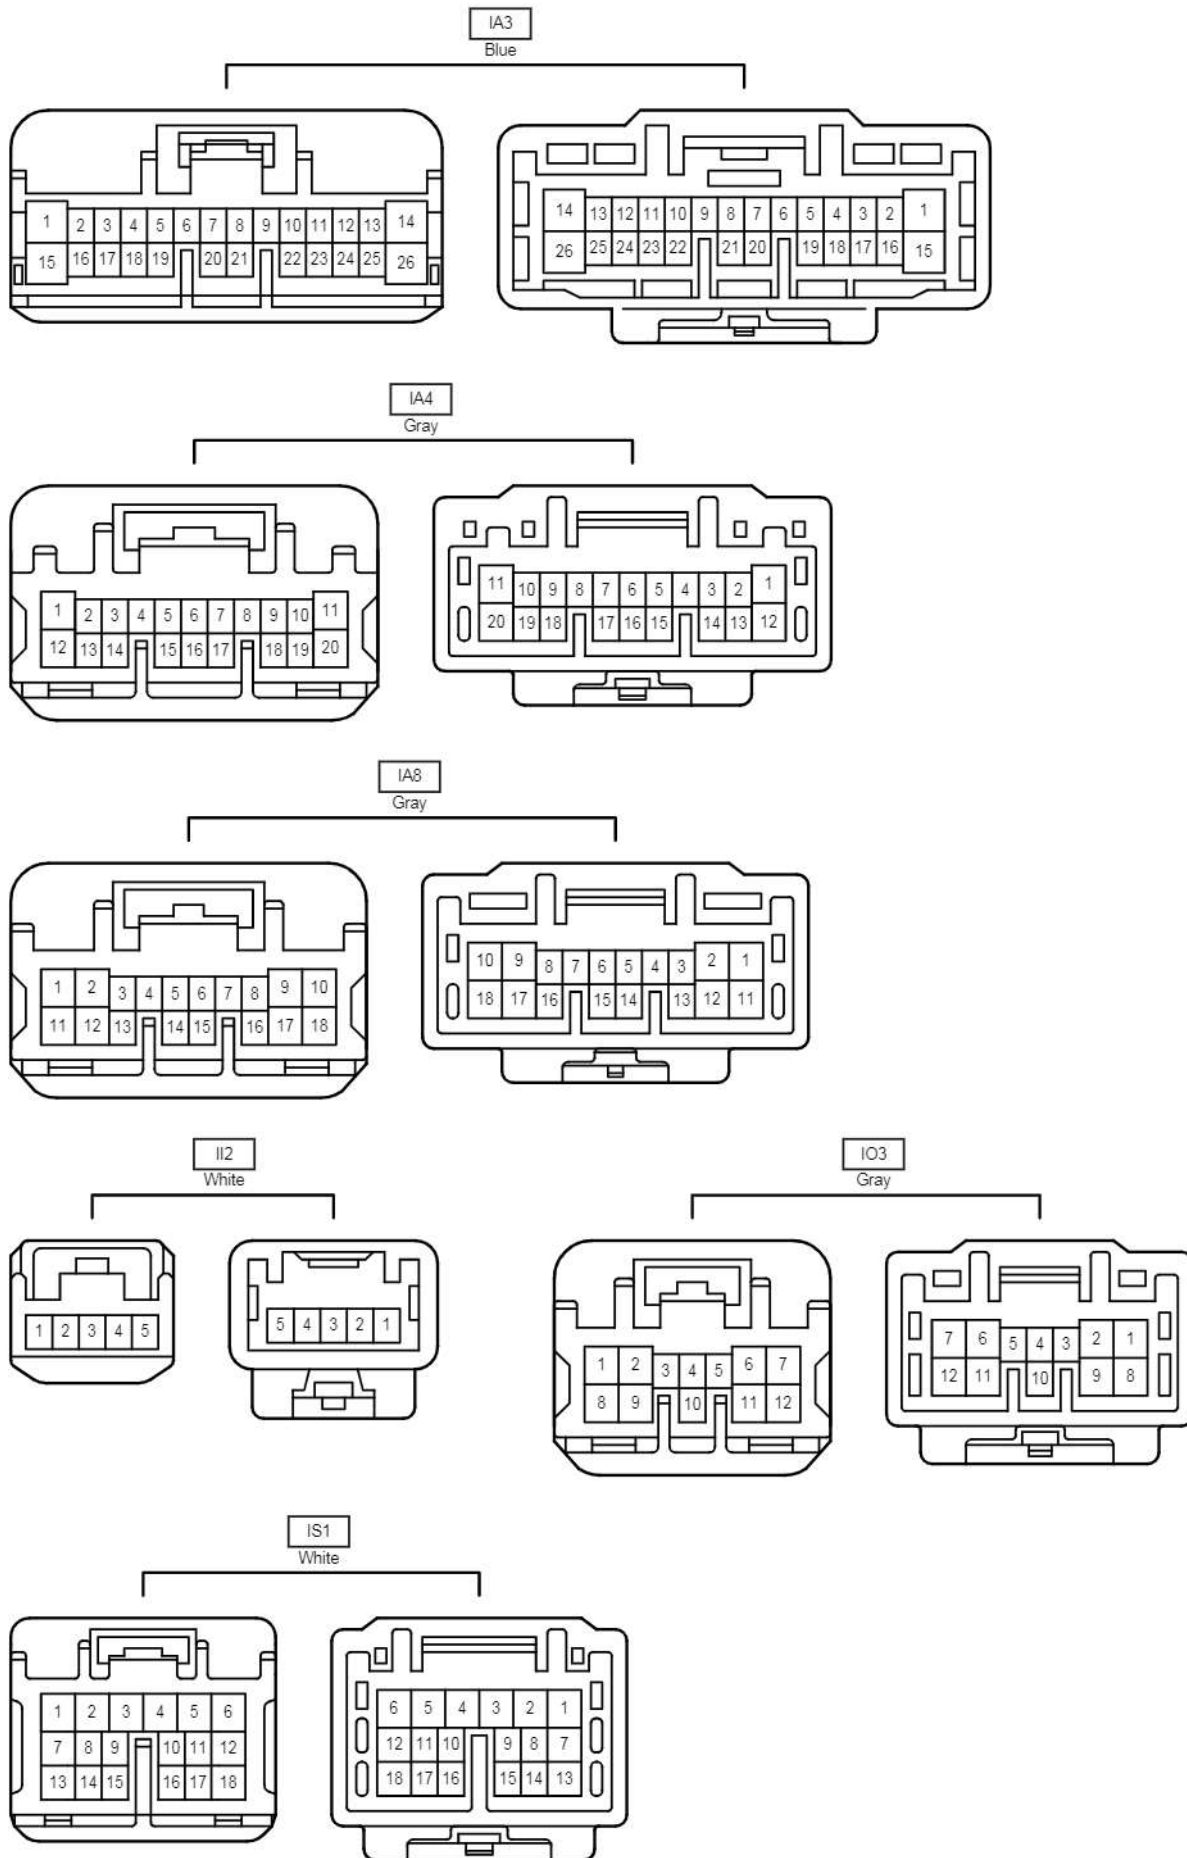 IA3
Blue
1 2 3 4 5 6 7 8 9 10 11 12 13 14
15 16 17 18 19 20 21 22 23 24 25 26
14 13 12 11 10 9 8 7 6 5 4 3 2 1
26 25 24 23 22 21 20 19 18 17 16 15
IA4
Gray
1 2 3 4 5 6 7 8 9 10 11
12 13 14 15 16 17 18 19 20
11 10 9 8 7 6 5 4 3 2 1
20 19 18 17 16 15 14 13 12
IA8
Gray
1 2 3 4 5 6 7 8 9 10
11 12 13 14 15 16 17 18
10 9 8 7 6 5 4 3 2 1
18 17 16 15 14 13 12 11
II2
White
1 2 3 4 5
5 4 3 2 1
IO3
Gray
1 2 3 4 5 6 7
8 9 10 11 12
7 6 5 4 3 2 1
12 11 10 9 8
IS1
White
1 2 3 4 5 6
7 8 9 10 11 12
13 14 15 16 17 18
6 5 4 3 2 1
12 11 10 9 8 7
18 17 16 15 14 13